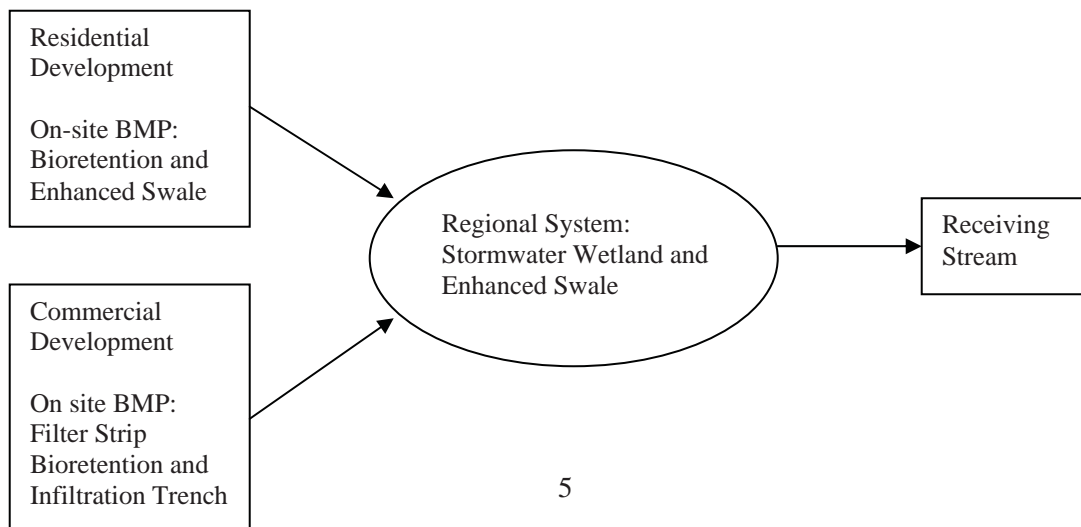 Residential
Development
On-site BMP:
Bioretention and
Enhanced Swale
Commercial
Development
On site BMP:
Filter Strip
Bioretention and
Infiltration Trench
Regional System:
Stormwater Wetland and
Enhanced Swale
Receiving
Stream
5